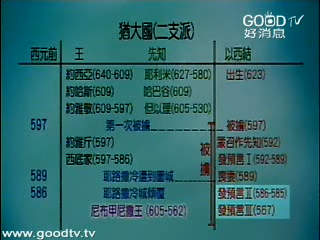 GOOD TV
好消息
猶大國(二支派)
西元前 王 先知 以西結
約西亞(640-609) 耶利米(627-580) 出生(623)
約哈斯(609) 哈巴谷(609)
約雅敬(609-597) 但以理(605-530)
597 第一次被擄 被擄(597)
約雅斤(597) 被擄 蒙召作先知(592)
西底家(597-586) 發預言I (592-589)
589 耶路撒冷遭到圍城 喪妻(589)
586 耶路撒冷城傾覆 發預言II (586-585)
尼布甲尼撒王 (605-562) 發預言III (567)
www.goodtv.tv